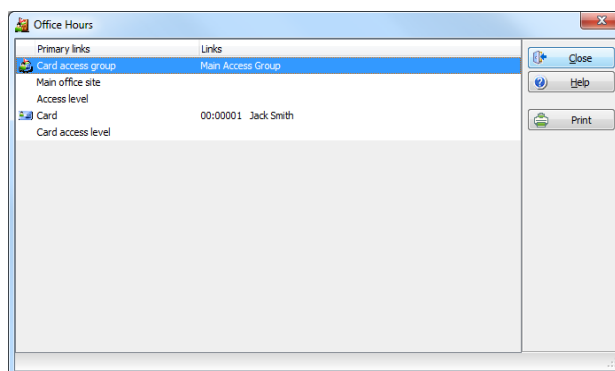 Office Hours
Primary links Links
Card access group Main Access Group
Main office site
Access level
Card 00:00001 Jack Smith
Card access level
Close
Help
Print